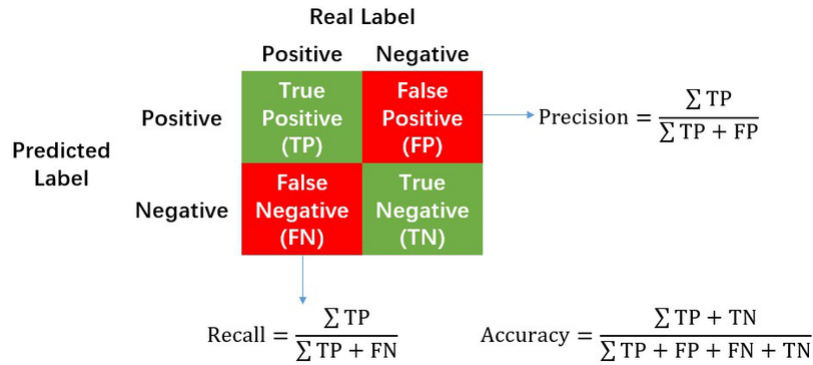 Real Label
Positive Negative
Predicted Label
Positive
True Positive (TP)
False Positive (FP)
Precision = ∑ TP / ∑ TP + FP
Negative
False Negative (FN)
True Negative (TN)
Recall = ∑ TP / ∑ TP + FN
Accuracy = ∑ TP + TN / ∑ TP + FP + FN + TN